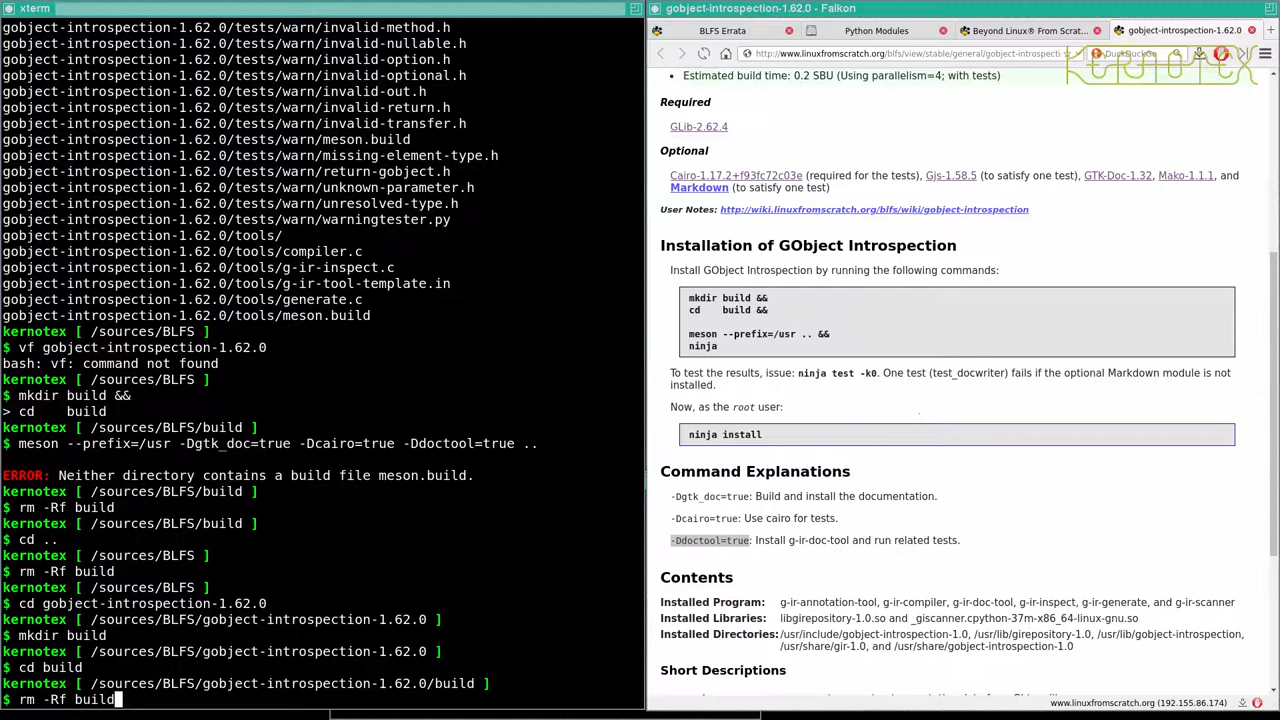 xterm
gobject-introspection-1.62.0/tests/warn/invalid-method.h
gobject-introspection-1.62.0/tests/warn/invalid-nullable.h
gobject-introspection-1.62.0/tests/warn/invalid-option.h
gobject-introspection-1.62.0/tests/warn/invalid-optional.h
gobject-introspection-1.62.0/tests/warn/invalid-out.h
gobject-introspection-1.62.0/tests/warn/invalid-return.h
gobject-introspection-1.62.0/tests/warn/invalid-transfer.h
gobject-introspection-1.62.0/tests/warn/meson.build
gobject-introspection-1.62.0/tests/warn/missing-element-type.h
gobject-introspection-1.62.0/tests/warn/return-gobject.h
gobject-introspection-1.62.0/tests/warn/unknown-parameter.h
gobject-introspection-1.62.0/tests/warn/unresolved-type.h
gobject-introspection-1.62.0/tests/warn/warningtester.py
gobject-introspection-1.62.0/tools/
gobject-introspection-1.62.0/tools/compiler.c
gobject-introspection-1.62.0/tools/g-ir-inspect.c
gobject-introspection-1.62.0/tools/g-ir-tool-template.in
gobject-introspection-1.62.0/tools/generate.c
gobject-introspection-1.62.0/tools/meson.build
kernotex [ /sources/BLFS ]
$ vf gobject-introspection-1.62.0
bash: vf: command not found
kernotex [ /sources/BLFS ]
$ mkdir build &&
> cd    build
kernotex [ /sources/BLFS/build ]
$ meson --prefix=/usr -Dgtk_doc=true -Dcairo=true -Ddoctool=true ..
ERROR: Neither directory contains a build file meson.build.
kernotex [ /sources/BLFS/build ]
$ rm -Rf build
kernotex [ /sources/BLFS/build ]
$ cd ..
kernotex [ /sources/BLFS ]
$ rm -Rf build
kernotex [ /sources/BLFS ]
$ cd gobject-introspection-1.62.0
kernotex [ /sources/BLFS/gobject-introspection-1.62.0 ]
$ mkdir build
kernotex [ /sources/BLFS/gobject-introspection-1.62.0 ]
$ cd build
kernotex [ /sources/BLFS/gobject-introspection-1.62.0/build ]
$ rm -Rf build
gobject-introspection-1.62.0 - Falkon
BLFS Errata
Python Modules
Beyond Linux® From Scrat...
gobject-introspection-1.62.0
http://www.linuxfromscratch.org/blfs/view/stable/general/gobject-introspecti
DuckDuckGo
KERNOTEX
Estimated build time: 0.2 SBU (Using parallelism=4; with tests)
Required
GLib-2.62.4
Optional
Cairo-1.17.2+f93fc72c03e (required for the tests), Gjs-1.58.5 (to satisfy one test), GTK-Doc-1.32, Mako-1.1.1, and
Markdown (to satisfy one test)
User Notes: http://wiki.linuxfromscratch.org/blfs/wiki/gobject-introspection
Installation of GObject Introspection
Install GObject Introspection by running the following commands:
mkdir build &&
cd    build &&
meson --prefix=/usr .. &&
ninja
To test the results, issue: ninja test -k0. One test (test_docwriter) fails if the optional Markdown module is not
installed.
Now, as the root user:
ninja install
Command Explanations
-Dgtk_doc=true: Build and install the documentation.
-Dcairo=true: Use cairo for tests.
-Ddoctool=true: Install g-ir-doc-tool and run related tests.
Contents
Installed Program: g-ir-annotation-tool, g-ir-compiler, g-ir-doc-tool, g-ir-inspect, g-ir-generate, and g-ir-scanner
Installed Libraries: libgirepository-1.0.so and _giscanner.cpython-37m-x86_64-linux-gnu.so
Installed Directories: /usr/include/gobject-introspection-1.0, /usr/lib/girepository-1.0, /usr/lib/gobject-introspection,
/usr/share/gir-1.0, and /usr/share/gobject-introspection-1.0
Short Descriptions
www.linuxfromscratch.org (192.155.86.174)